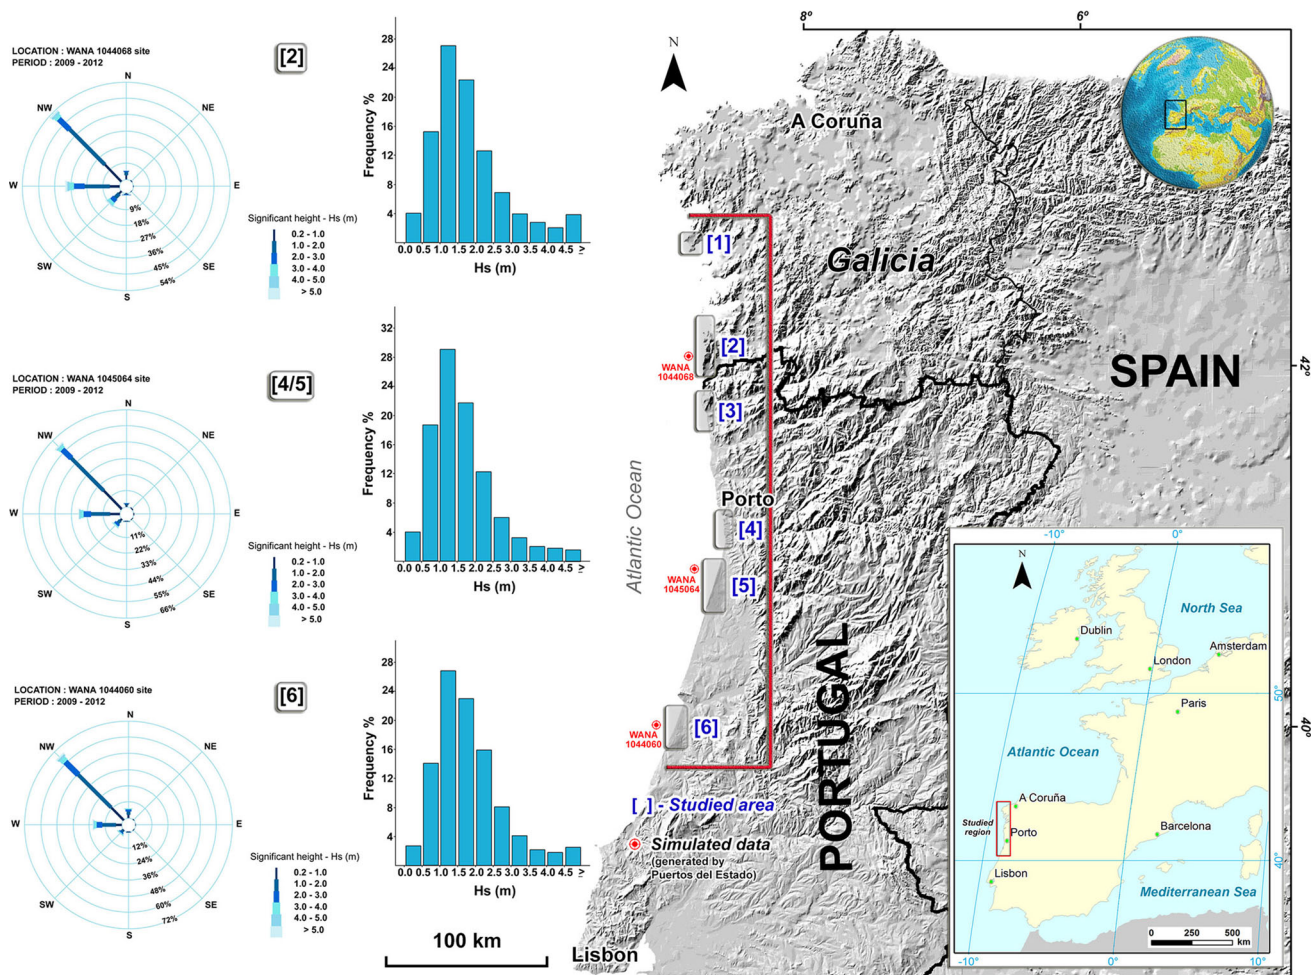 LOCATION : WANA 1044068 site
PERIOD : 2009 - 2012
[2]
N
NW
NE
W
E
SW
SE
S
9%
18%
27%
36%
45%
54%
Significant height - Hs (m)
0.2 - 1.0
1.0 - 2.0
2.0 - 3.0
3.0 - 4.0
4.0 - 5.0
> 5.0
Frequency %
28
24
20
16
12
8
4
0.0 0.5 1.0 1.5 2.0 2.5 3.0 3.5 4.0 4.5 ≥
Hs (m)
LOCATION : WANA 1045064 site
PERIOD : 2009 - 2012
[4/5]
N
NW
NE
W
E
SW
SE
S
11%
22%
33%
44%
55%
66%
Significant height - Hs (m)
0.2 - 1.0
1.0 - 2.0
2.0 - 3.0
3.0 - 4.0
4.0 - 5.0
> 5.0
Frequency %
32
28
24
20
16
12
8
4
0.0 0.5 1.0 1.5 2.0 2.5 3.0 3.5 4.0 4.5 ≥
Hs (m)
LOCATION : WANA 1044060 site
PERIOD : 2009 - 2012
[6]
N
NW
NE
W
E
SW
SE
S
12%
24%
36%
48%
60%
72%
Significant height - Hs (m)
0.2 - 1.0
1.0 - 2.0
2.0 - 3.0
3.0 - 4.0
4.0 - 5.0
> 5.0
Frequency %
28
24
20
16
12
8
4
0.0 0.5 1.0 1.5 2.0 2.5 3.0 3.5 4.0 4.5 ≥
Hs (m)
8º
6º
N
A Coruña
[1]
Galicia
[2]
WANA
1044068
SPAIN
42º
[3]
Atlantic Ocean
Porto
[4]
WANA
1045064
[5]
PORTUGAL
WANA
1044060
[6]
40º
[ ] - Studied area
Simulated data
(generated by
Puertos del Estado)
100 km
Lisbon
-10°
0°
N
North Sea
Dublin
Amsterdam
London
50°
Paris
Atlantic Ocean
A Coruña
Studied
region
Porto
Barcelona
40°
Lisbon
Mediterranean Sea
0 250 500
km
-10°
0°
10°